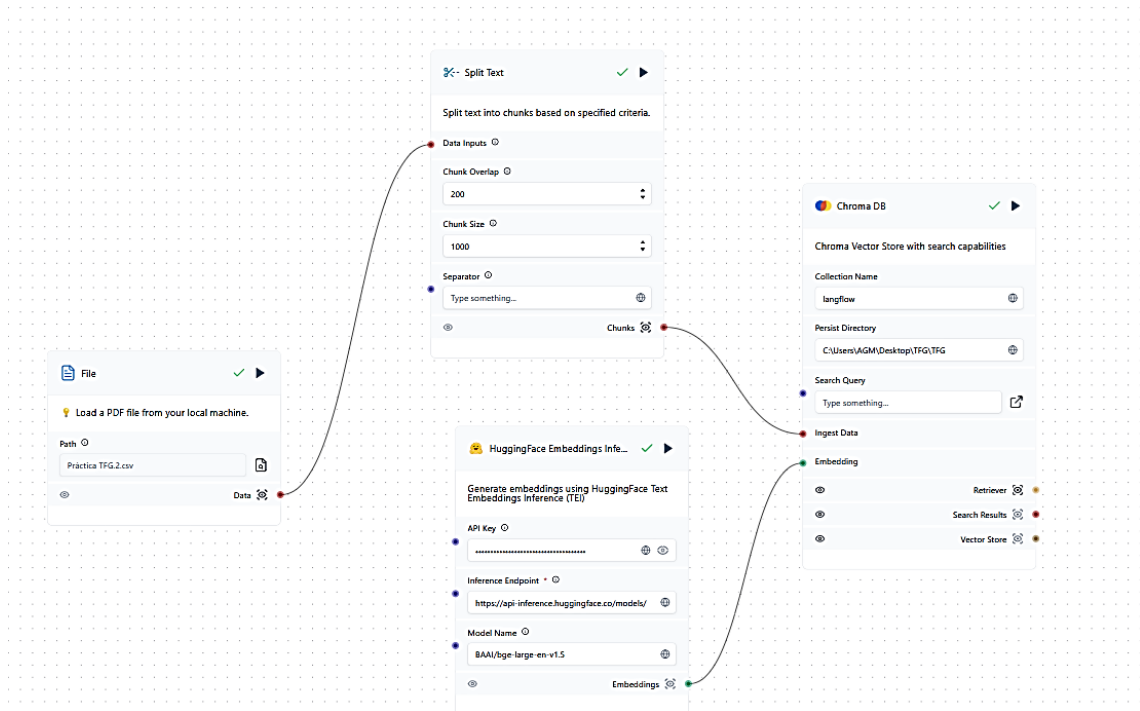 Split Text
Split text into chunks based on specified criteria.
Data Inputs
Chunk Overlap
200
Chunk Size
1000
Separator
Type something...
Chunks
File
Load a PDF file from your local machine.
Path
Práctica TFG.2.csv
Data
HuggingFace Embeddings Infe...
Generate embeddings using HuggingFace Text
Embeddings Inference (TEI)
API Key
••••••••••••••••••••••••••••••••••••
Inference Endpoint *
https://api-inference.huggingface.co/models/
Model Name
BAAI/bge-large-en-v1.5
Embeddings
Chroma DB
Chroma Vector Store with search capabilities
Collection Name
langflow
Persist Directory
C:\Users\AGM\Desktop\TFG\TFG
Search Query
Type something...
Ingest Data
Embedding
Retriever
Search Results
Vector Store